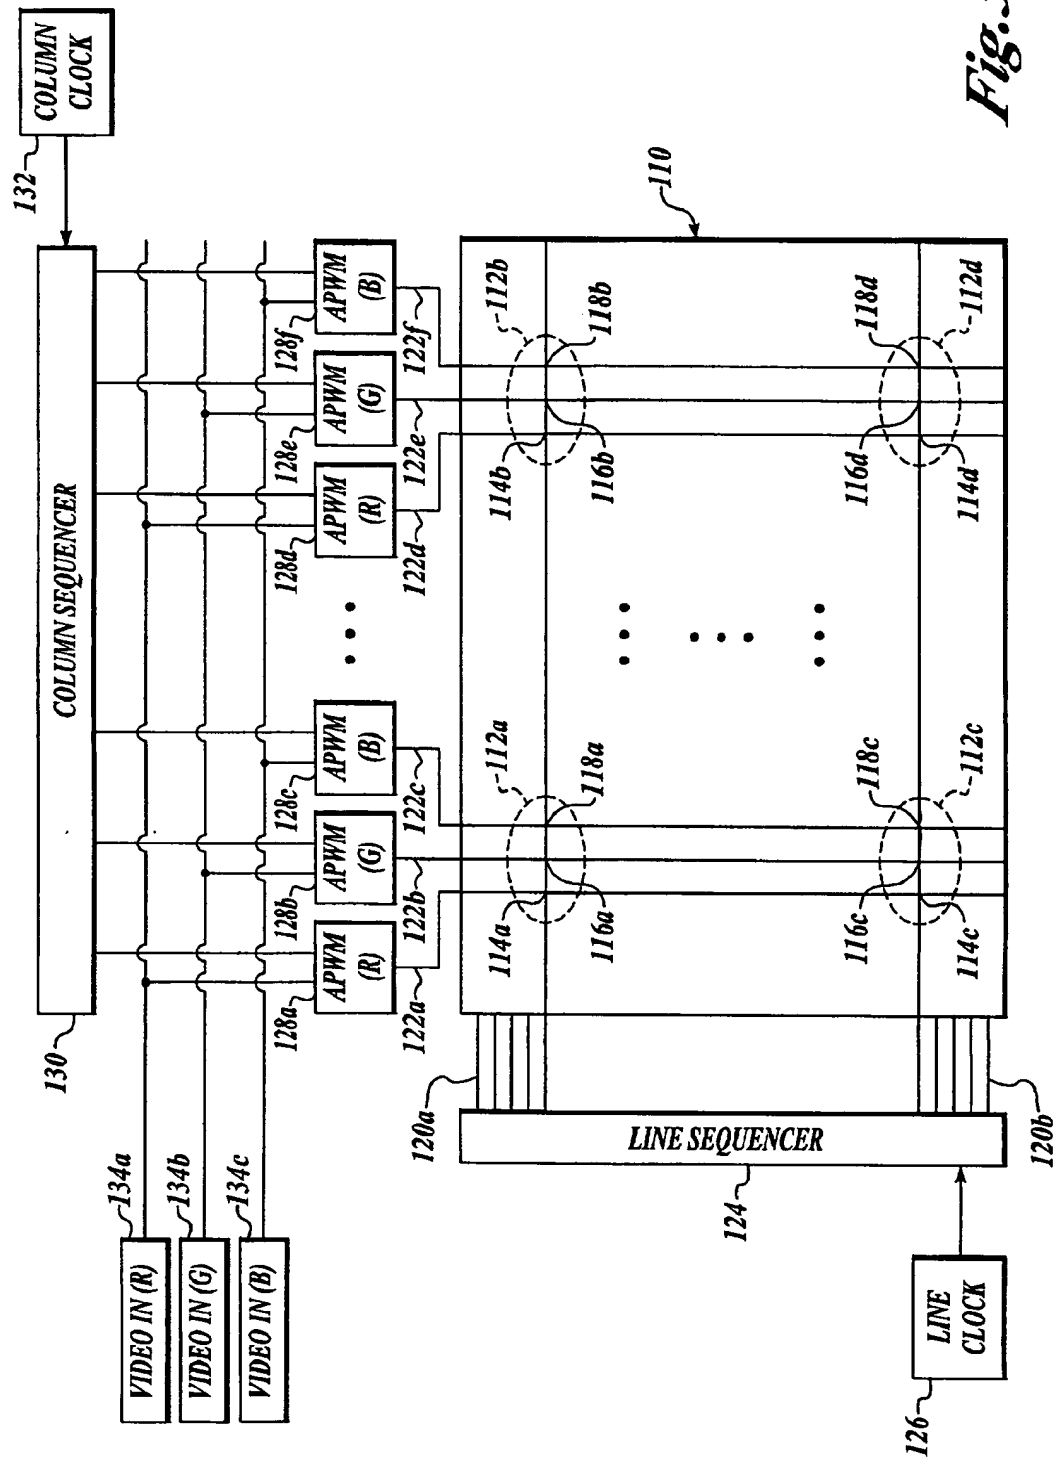 COLUMN
CLOCK
132
COLUMN SEQUENCER
130
VIDEO IN (R)
134a
VIDEO IN (G)
134b
VIDEO IN (B)
134c
APWM
(R)
128a
122a
APWM
(G)
128b
122b
APWM
(B)
128c
122c
APWM
(R)
128d
122d
APWM
(G)
128e
122e
APWM
(B)
128f
122f
110
112a
114a
116a
118a
112b
114b
116b
118b
112c
114c
116c
118c
112d
114d
116d
118d
120a
120b
LINE SEQUENCER
124
LINE
CLOCK
126
Fig.